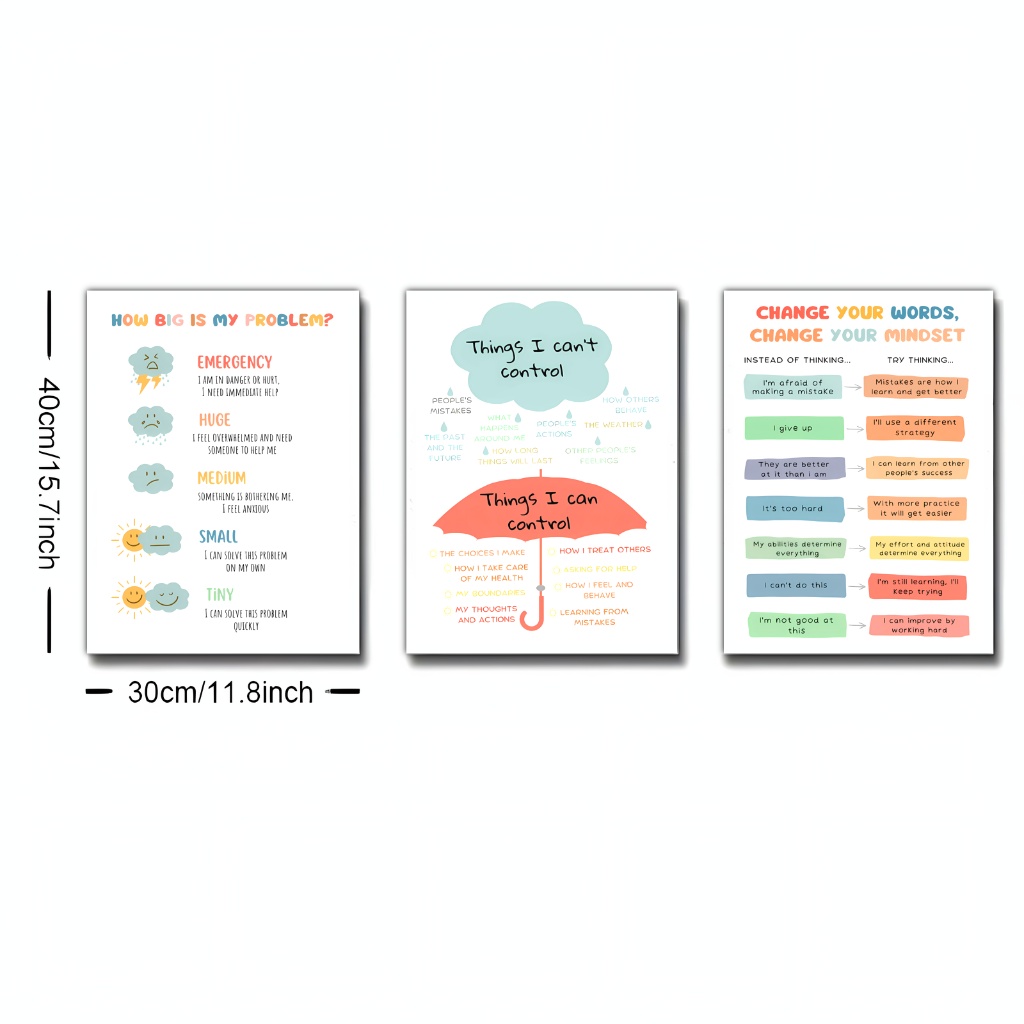 40cm/15.7inch
30cm/11.8inch
HOW BIG IS MY PROBLEM?
EMERGENCY
I AM IN DANGER OR HURT,
I NEED IMMEDIATE HELP
HUGE
I FEEL OVERWHELMED AND NEED
SOMEONE TO HELP ME
MEDIUM
SOMETHING IS BOTHERING ME.
I FEEL ANXIOUS
SMALL
I CAN SOLVE THIS PROBLEM
ON MY OWN
TINY
I CAN SOLVE THIS PROBLEM
QUICKLY
Things I can't
control
PEOPLE'S
MISTAKES
HOW OTHERS
BEHAVE
WHAT
HAPPENS
AROUND ME
PEOPLE'S
ACTIONS
THE WEATHER
THE PAST
AND THE
FUTURE
HOW LONG
THINGS WILL LAST
OTHER PEOPLE'S
FEELINGS
Things I can
control
THE CHOICES I MAKE
HOW I TREAT OTHERS
HOW I TAKE CARE
OF MY HEALTH
ASKING FOR HELP
MY BOUNDARIES
HOW I FEEL AND
BEHAVE
MY THOUGHTS
AND ACTIONS
LEARNING FROM
MISTAKES
CHANGE YOUR WORDS,
CHANGE YOUR MINDSET
INSTEAD OF THINKING...
TRY THINKING...
I'm afraid of
making a mistake
Mistakes are how I
learn and get better
I give up
I'll use a different
strategy
They are better
at it than i am
I can learn from other
people's success
It's too hard
With more practice
it will get easier
My abilities determine
everything
My effort and attitude
determine everything
I can't do this
I'm still learning, I'll
Keep trying
I'm not good at
this
I can improve by
working hard